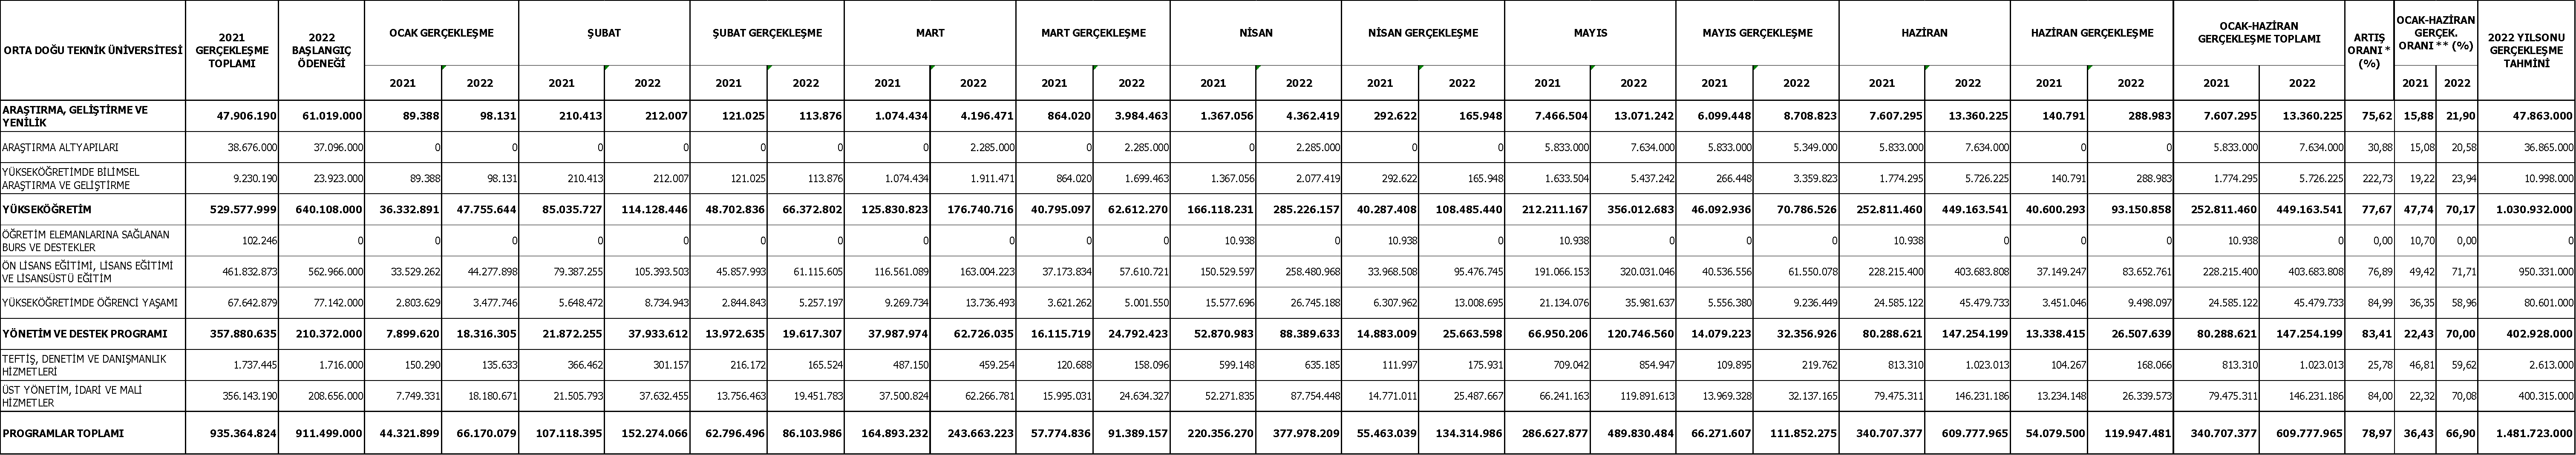 ORTA DOĞU TEKNİK ÜNİVERSİTESİ 2021 GERÇEKLEŞME TOPLAMI 2022 BAŞLANGIÇ ÖDENEĞİ OCAK GERÇEKLEŞME ŞUBAT ŞUBAT GERÇEKLEŞME MART MART GERÇEKLEŞME NİSAN NİSAN GERÇEKLEŞME MAYIS MAYIS GERÇEKLEŞME HAZİRAN HAZİRAN GERÇEKLEŞME OCAK-HAZİRAN GERÇEKLEŞME TOPLAMI ARTIŞ ORANI * (%) OCAK-HAZİRAN GERÇEK. ORANI ** (%) 2022 YILSONU GERÇEKLEŞME TAHMİNİ
2021 2022 2021 2022 2021 2022 2021 2022 2021 2022 2021 2022 2021 2022 2021 2022 2021 2022 2021 2022 2021 2022 2021 2022 2021 2022
ARAŞTIRMA, GELİŞTİRME VE YENİLİK 47.906.190 61.019.000 89.388 98.131 210.413 212.007 121.025 113.876 1.074.434 4.196.471 864.020 3.984.463 1.367.056 4.362.419 292.622 165.948 7.466.504 13.071.242 6.099.448 8.708.823 7.607.295 13.360.225 140.791 288.983 7.607.295 13.360.225 75,62 15,88 21,90 47.863.000
ARAŞTIRMA ALTYAPILARI 38.676.000 37.096.000 0 0 0 0 0 0 0 2.285.000 0 2.285.000 0 2.285.000 0 0 5.833.000 7.634.000 5.833.000 5.349.000 5.833.000 7.634.000 0 0 5.833.000 7.634.000 30,88 15,08 20,58 36.865.000
YÜKSEKÖĞRETİMDE BİLİMSEL ARAŞTIRMA VE GELİŞTİRME 9.230.190 23.923.000 89.388 98.131 210.413 212.007 121.025 113.876 1.074.434 1.911.471 864.020 1.699.463 1.367.056 2.077.419 292.622 165.948 1.633.504 5.437.242 266.448 3.359.823 1.774.295 5.726.225 140.791 288.983 1.774.295 5.726.225 222,73 19,22 23,94 10.998.000
YÜKSEKÖĞRETİM 529.577.999 640.108.000 36.332.891 47.755.644 85.035.727 114.128.446 48.702.836 66.372.802 125.830.823 176.740.716 40.795.097 62.612.270 166.118.231 285.226.157 40.287.408 108.485.440 212.211.167 356.012.683 46.092.936 70.786.526 252.811.460 449.163.541 40.600.293 93.150.858 252.811.460 449.163.541 77,67 47,74 70,17 1.030.932.000
ÖĞRETİM ELEMANLARINA SAĞLANAN BURS VE DESTEKLER 102.246 0 0 0 0 0 0 0 0 0 0 0 10.938 0 10.938 0 10.938 0 0 0 10.938 0 0 0 10.938 0 0,00 10,70 0,00 0
ÖN LİSANS EĞİTİMİ, LİSANS EĞİTİMİ VE LİSANSÜSTÜ EĞİTİM 461.832.873 562.966.000 33.529.262 44.277.898 79.387.255 105.393.503 45.857.993 61.115.605 116.561.089 163.004.223 37.173.834 57.610.721 150.529.597 258.480.968 33.968.508 95.476.745 191.066.153 320.031.046 40.536.556 61.550.078 228.215.400 403.683.808 37.149.247 83.652.761 228.215.400 403.683.808 76,89 49,42 71,71 950.331.000
YÜKSEKÖĞRETİMDE ÖĞRENCİ YAŞAMI 67.642.879 77.142.000 2.803.629 3.477.746 5.648.472 8.734.943 2.844.843 5.257.197 9.269.734 13.736.493 3.621.262 5.001.550 15.577.696 26.745.188 6.307.962 13.008.695 21.134.076 35.981.637 5.556.380 9.236.449 24.585.122 45.479.733 3.451.046 9.498.097 24.585.122 45.479.733 84,99 36,35 58,96 80.601.000
YÖNETİM VE DESTEK PROGRAMI 357.880.635 210.372.000 7.899.620 18.316.305 21.872.255 37.933.612 13.972.635 19.617.307 37.987.974 62.726.035 16.115.719 24.792.423 52.870.983 88.389.633 14.883.009 25.663.598 66.950.206 120.746.560 14.079.223 32.356.926 80.288.621 147.254.199 13.338.415 26.507.639 80.288.621 147.254.199 83,41 22,43 70,00 402.928.000
TEFTİŞ, DENETİM VE DANIŞMANLIK HİZMETLERİ 1.737.445 1.716.000 150.290 135.633 366.462 301.157 216.172 165.524 487.150 459.254 120.688 158.096 599.148 635.185 111.997 175.931 709.042 854.947 109.895 219.762 813.310 1.023.013 104.267 168.066 813.310 1.023.013 25,78 46,81 59,62 2.613.000
ÜST YÖNETİM, İDARİ VE MALİ HİZMETLER 356.143.190 208.656.000 7.749.331 18.180.671 21.505.793 37.632.455 13.756.463 19.451.783 37.500.824 62.266.781 15.995.031 24.634.327 52.271.835 87.754.448 14.771.011 25.487.667 66.241.163 119.891.613 13.969.328 32.137.165 79.475.311 146.231.186 13.234.148 26.339.573 79.475.311 146.231.186 84,00 22,32 70,08 400.315.000
PROGRAMLAR TOPLAMI 935.364.824 911.499.000 44.321.899 66.170.079 107.118.395 152.274.066 62.796.496 86.103.986 164.893.232 243.663.223 57.774.836 91.389.157 220.356.270 377.978.209 55.463.039 134.314.986 286.627.877 489.830.484 66.271.607 111.852.275 340.707.377 609.777.965 54.079.500 119.947.481 340.707.377 609.777.965 78,97 36,43 66,90 1.481.723.000